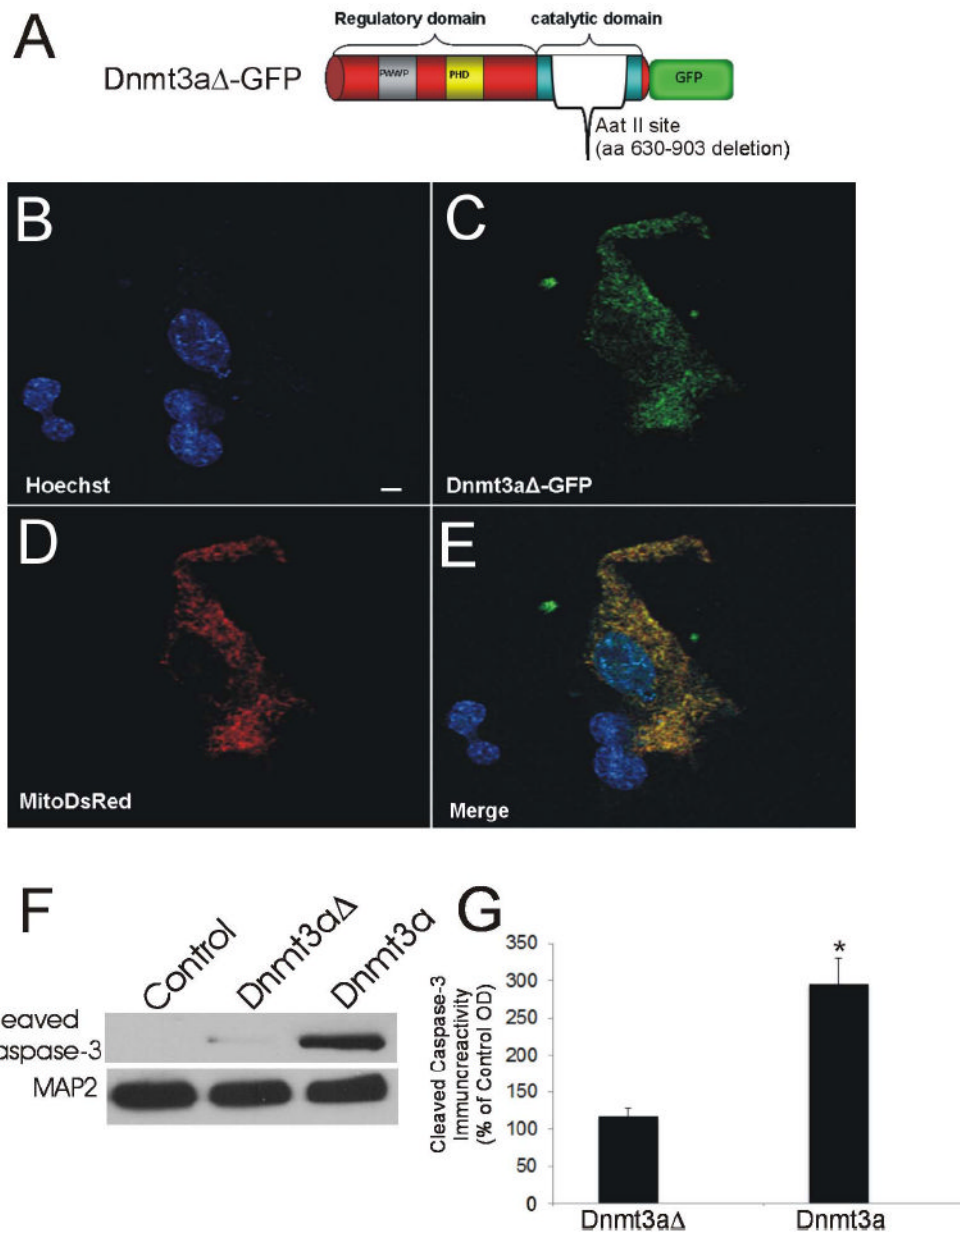 A
Regulatory domain
catalytic domain
Dnmt3aΔ-GFP
PWWP
PHD
GFP
Aat II site
(aa 630-903 deletion)
B
Hoechst
C
Dnmt3aΔ-GFP
D
MitoDsRed
E
Merge
F
Control
Dnmt3aΔ
Dnmt3a
eaved
aspase-3
MAP2
G
Cleaved Caspase-3
Immuncreactivity
(% of Control OD)
350
300
250
200
150
100
50
0
*
Dnmt3aΔ
Dnmt3a